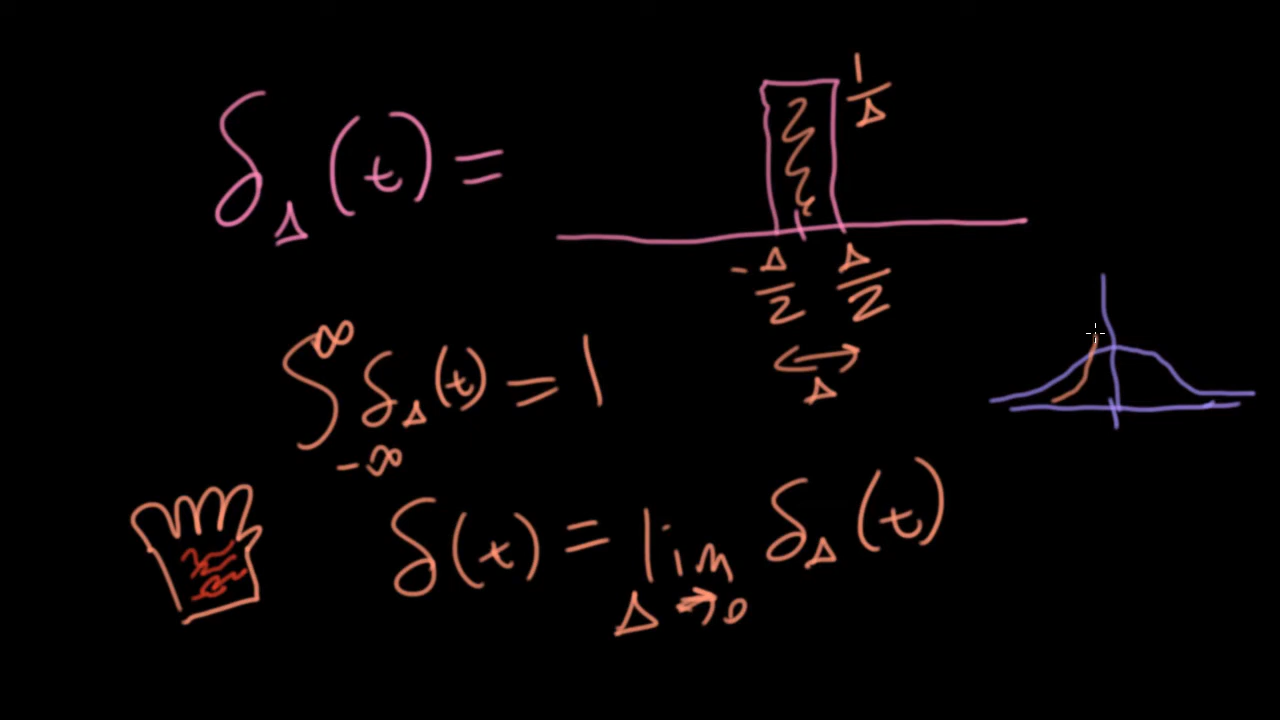 δ_Δ(t) =
1/Δ
-Δ/2 Δ/2
Δ
∫_{-∞}^{∞} δ_Δ(t) = 1
δ(t) = lim_{Δ→0} δ_Δ(t)